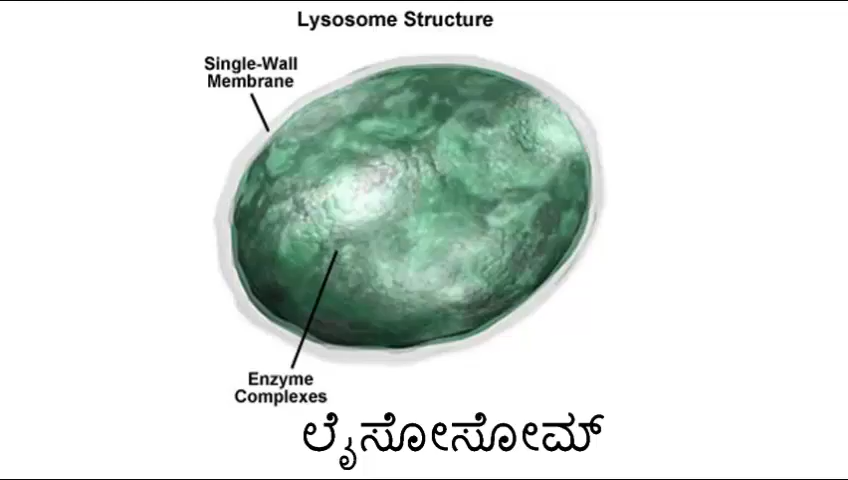 Lysosome Structure
Single-Wall
Membrane
Enzyme
Complexes
ಲೈಸೋಸೋಮ್